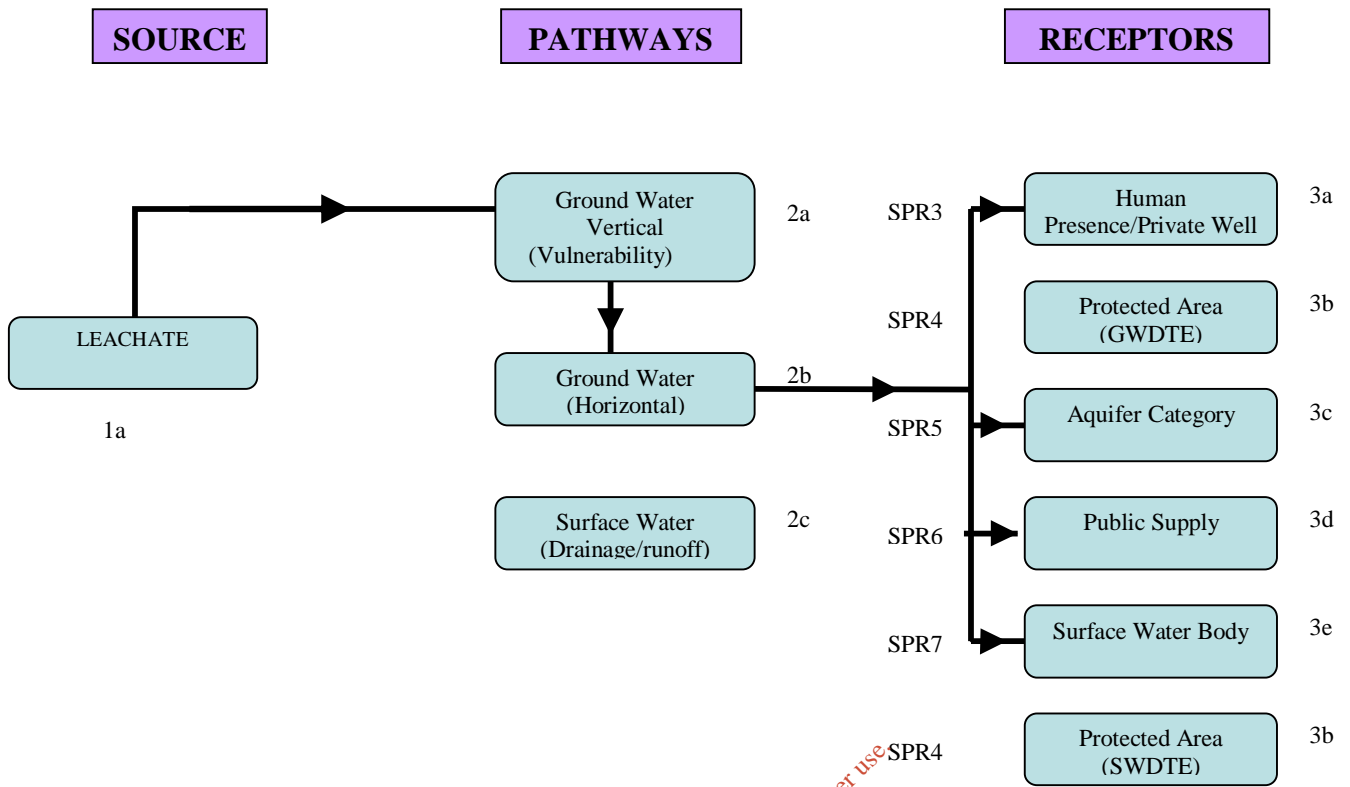 SOURCE
PATHWAYS
RECEPTORS
LEACHATE
1a
Ground Water
Vertical
(Vulnerability)
2a
Ground Water
(Horizontal)
2b
Surface Water
(Drainage/runoff)
2c
SPR3
Human
Presence/Private Well
3a
SPR4
Protected Area
(GWDTE)
3b
SPR5
Aquifer Category
3c
SPR6
Public Supply
3d
SPR7
Surface Water Body
3e
SPR4
Protected Area
(SWDTE)
3b
use.